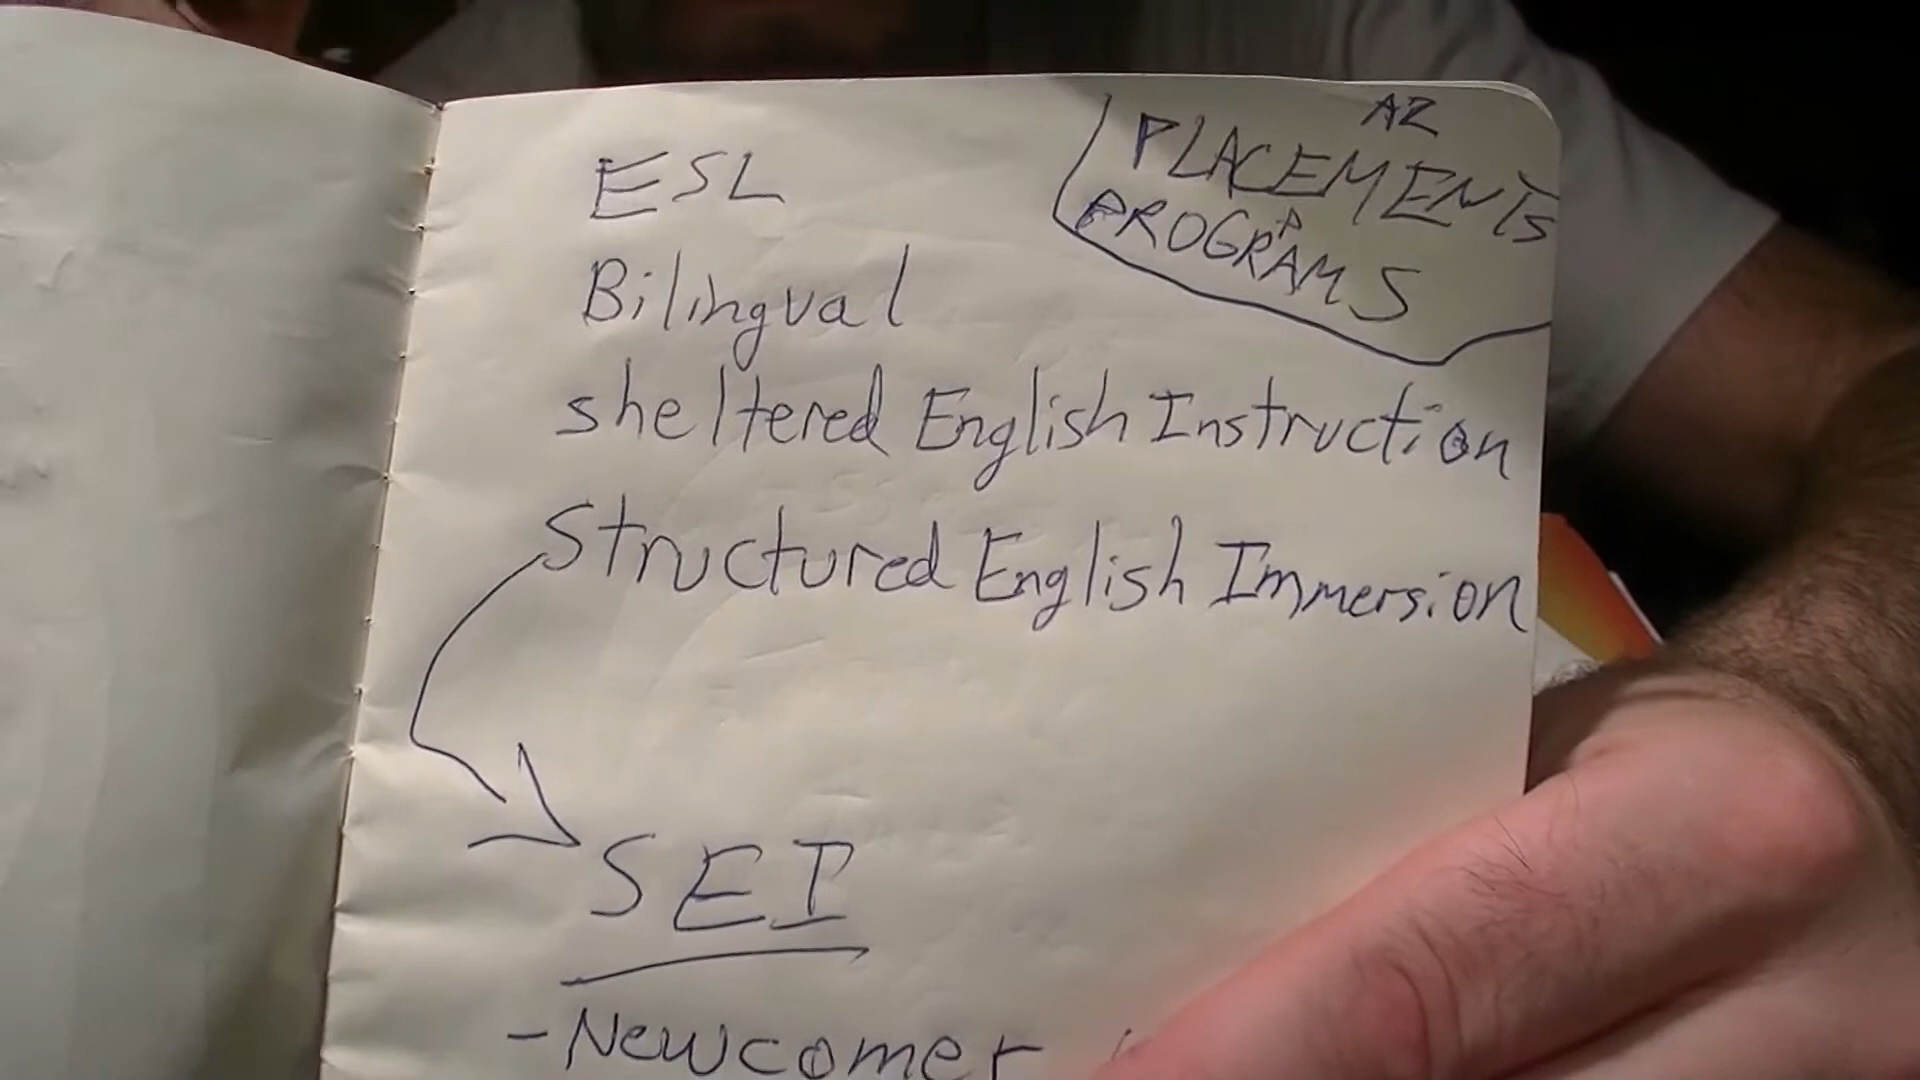 AZ
PLACEMENTS
PROGRAMS
ESL
Bilingual
sheltered English Instruction
Structured English Immersion
SEI
- Newcomer